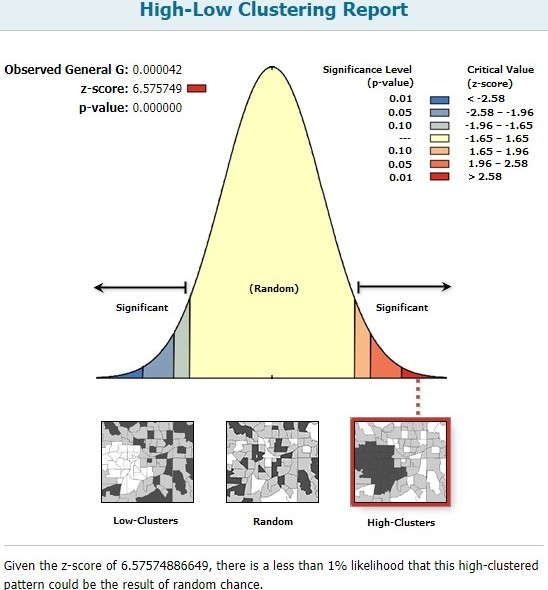 High-Low Clustering Report
Observed General G: 0.000042
z-score: 6.575749
p-value: 0.000000
Significance Level
(p-value)
Critical Value
(z-score)
0.01 < -2.58
0.05 -2.58 - -1.96
0.10 -1.96 - -1.65
--- -1.65 - 1.65
0.10 1.65 - 1.96
0.05 1.96 - 2.58
0.01 > 2.58
(Random)
Significant
Significant
Low-Clusters
Random
High-Clusters
Given the z-score of 6.57574886649, there is a less than 1% likelihood that this high-clustered
pattern could be the result of random chance.